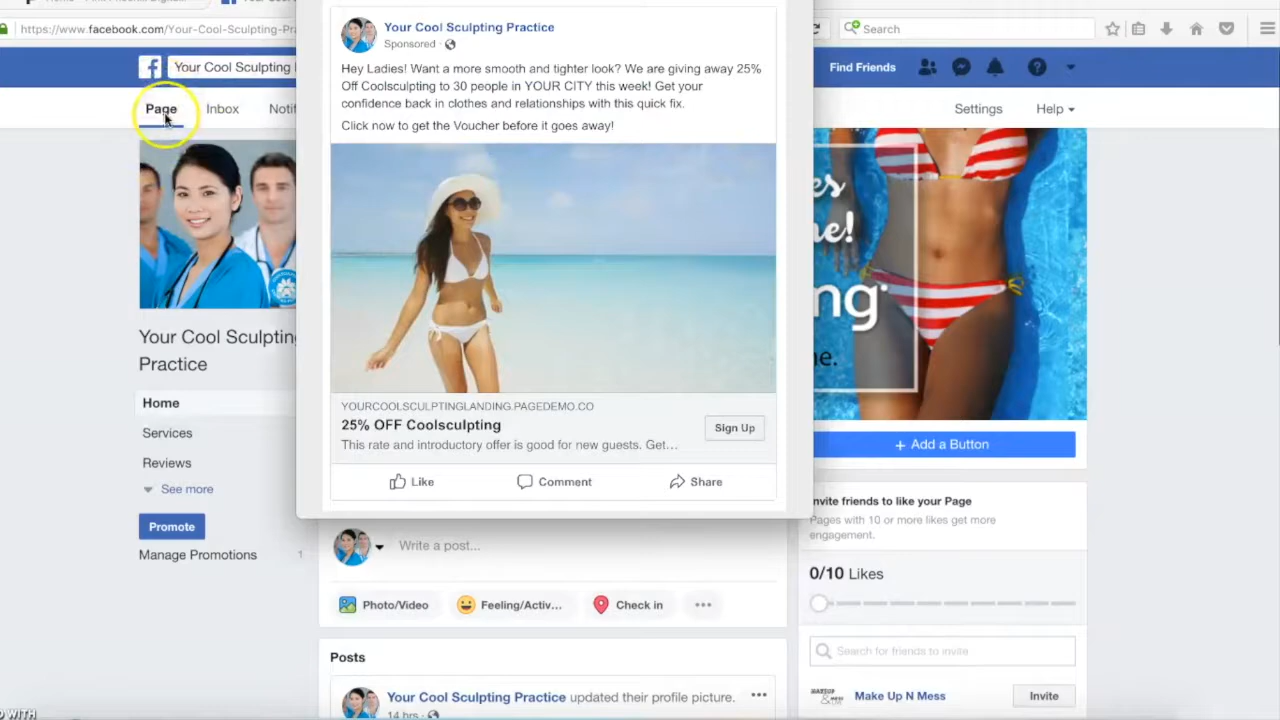 https://www.facebook.com/Your-Cool-Sculpting-Pra
Search
Your Cool Sculpting
Find Friends
Page
Inbox
Settings
Help
Your Cool Sculpting Practice
Sponsored
Hey Ladies! Want a more smooth and tighter look? We are giving away 25%
Off Coolsculpting to 30 people in YOUR CITY this week! Get your
confidence back in clothes and relationships with this quick fix.
Click now to get the Voucher before it goes away!
YOURCOOLSCULPTINGLANDING.PAGEDEMO.CO
25% OFF Coolsculpting
This rate and introductory offer is good for new guests. Get…
Sign Up
Like
Comment
Share
Your Cool Sculpting
Practice
Home
Services
Reviews
See more
Promote
Manage Promotions
1
Write a post...
Photo/Video
Feeling/Activ...
Check in
Posts
Your Cool Sculpting Practice updated their profile picture.
14 hrs
+ Add a Button
Invite friends to like your Page
Pages with 10 or more likes get more
engagement.
0/10 Likes
Search for friends to invite
Make Up N Mess
Invite
WITH